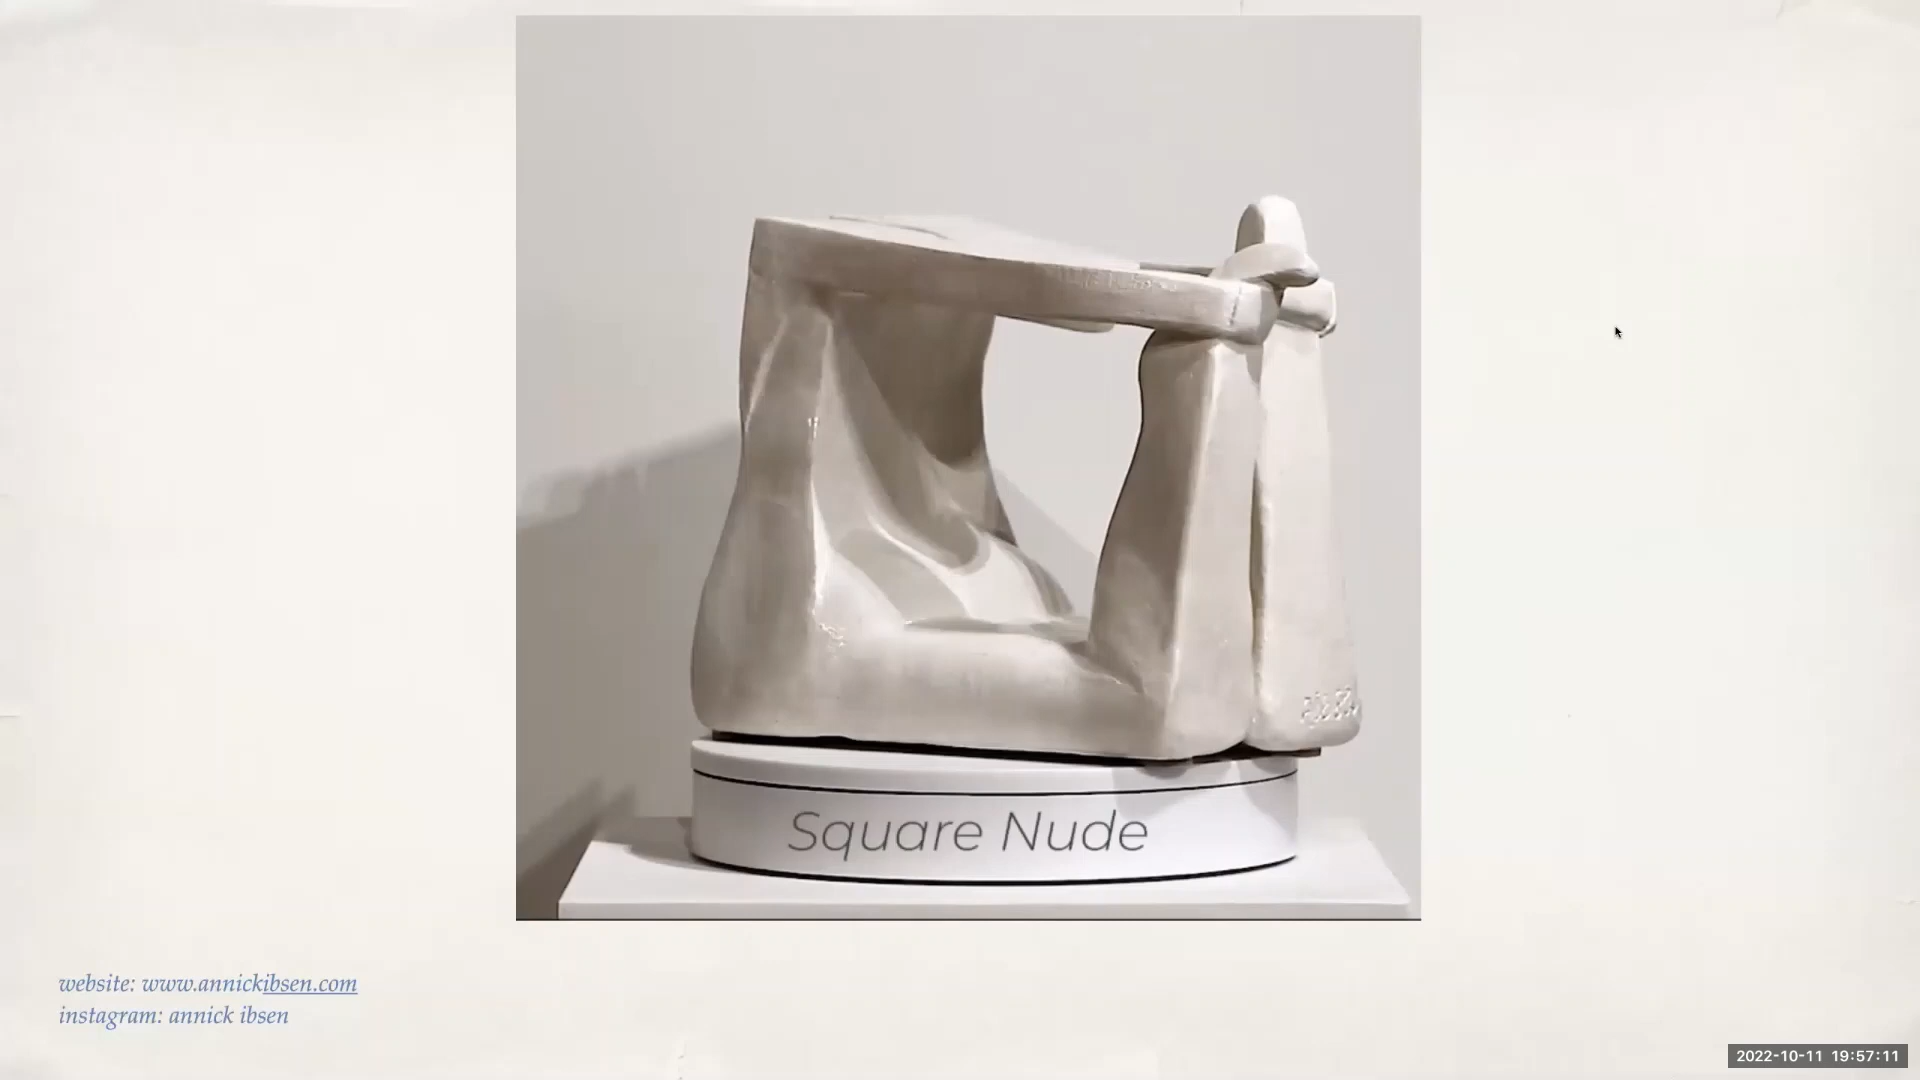 Square Nude
website: www.annickibsen.com
instagram: annick ibsen
2022-10-11 19:57:11